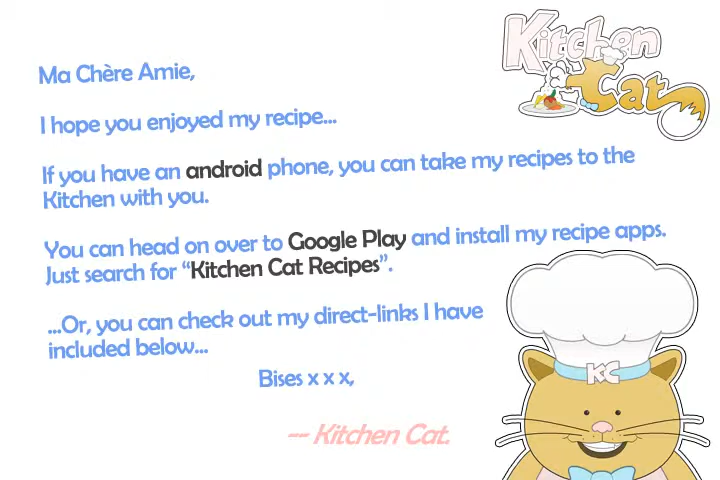 Kitchen
Cat
Ma Chère Amie,
I hope you enjoyed my recipe...
If you have an android phone, you can take my recipes to the
Kitchen with you.
You can head on over to Google Play and install my recipe apps.
Just search for “Kitchen Cat Recipes”.
...Or, you can check out my direct-links I have
included below...
Bises x x x,
--- Kitchen Cat.
KC